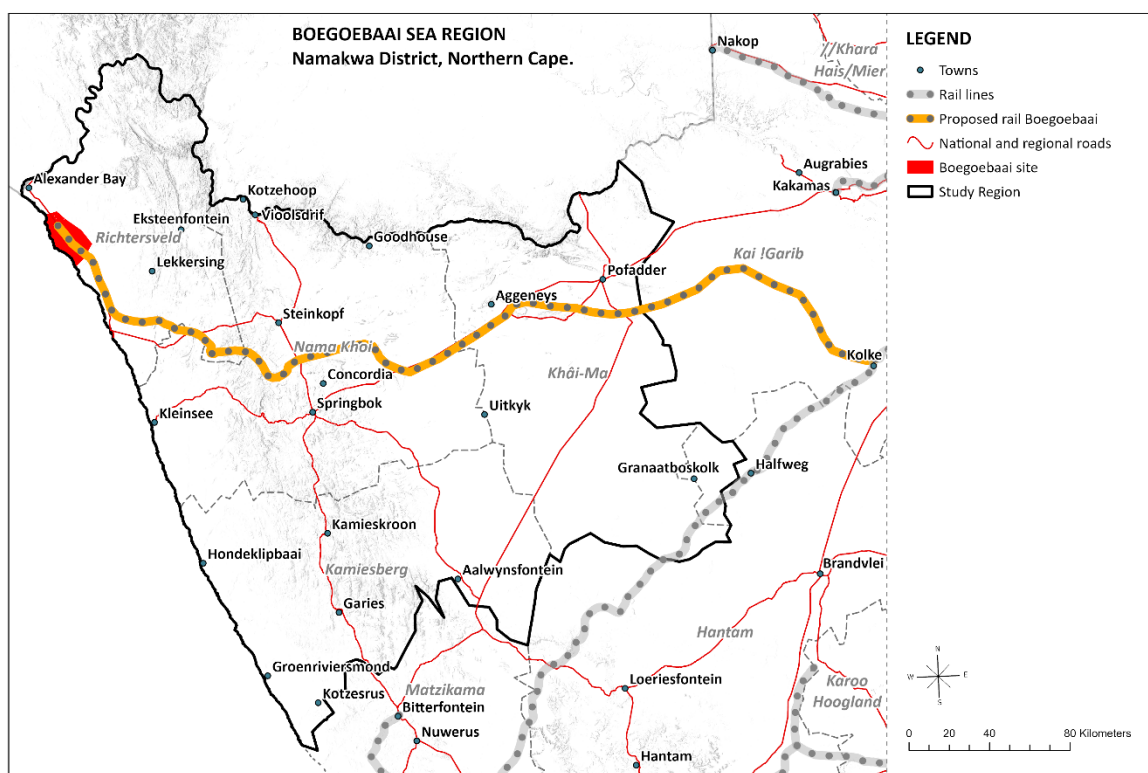 BOEGOEBAAI SEA REGION
Namakwa District, Northern Cape.
Nakop
//Khara
Hais/Mier
Alexander Bay
Kotzehoop
Vioolsdrif
Eksteenfontein
Richtersveld
Lekkersing
Goodhouse
Augrabies
Kakamas
Kai !Garib
Pofadder
Aggeneys
Steinkopf
Nama Khoi
Concordia
Khâi-Ma
Kolke
Kleinsee
Springbok
Uitkyk
Granaatboskolk
Halfweg
Kamieskroon
Hondeklipbaai
Kamiesberg
Aalwynsfontein
Brandvlei
Garies
Hantam
Groenriviersmond
Kotzesrus
Matzikama
Bitterfontein
Nuwerus
Loeriesfontein
Karoo
Hoogland
Hantam
LEGEND
Towns
Rail lines
Proposed rail Boegoebaai
National and regional roads
Boegoebaai site
Study Region
N
W E
S
0 20 40 80 Kilometers